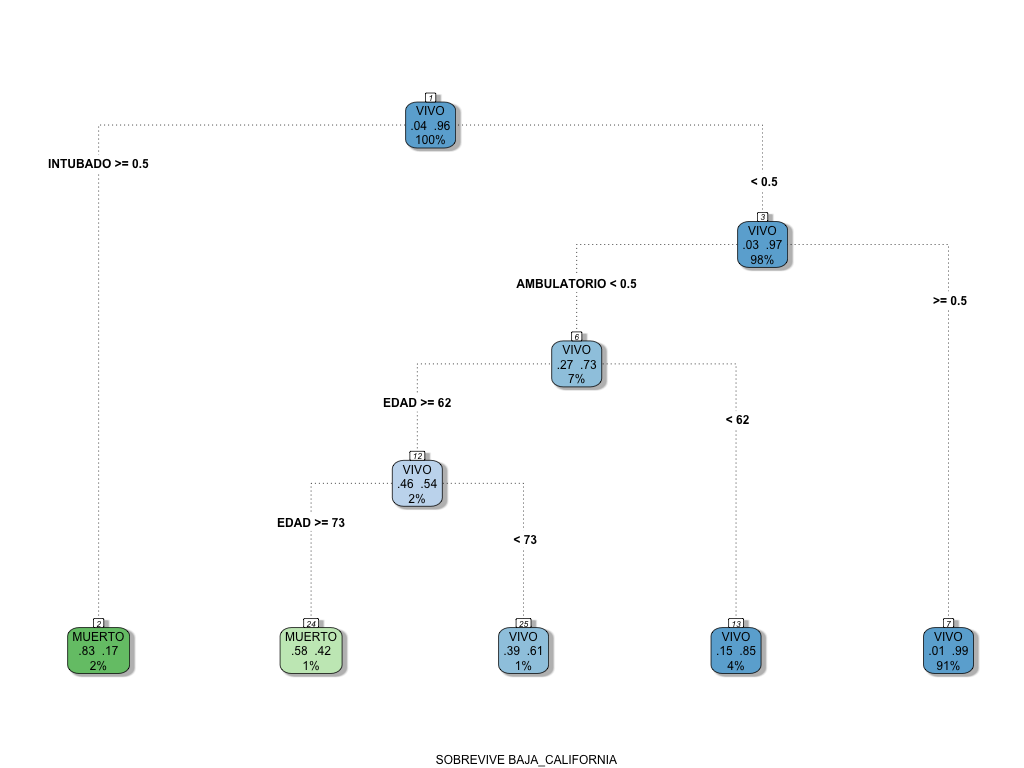 1
VIVO
.04 .96
100%
INTUBADO >= 0.5
< 0.5
3
VIVO
.03 .97
98%
AMBULATORIO < 0.5
>= 0.5
6
VIVO
.27 .73
7%
EDAD >= 62
< 62
12
VIVO
.46 .54
2%
EDAD >= 73
< 73
2
MUERTO
.83 .17
2%
24
MUERTO
.58 .42
1%
25
VIVO
.39 .61
1%
13
VIVO
.15 .85
4%
7
VIVO
.01 .99
91%
SOBREVIVE BAJA_CALIFORNIA